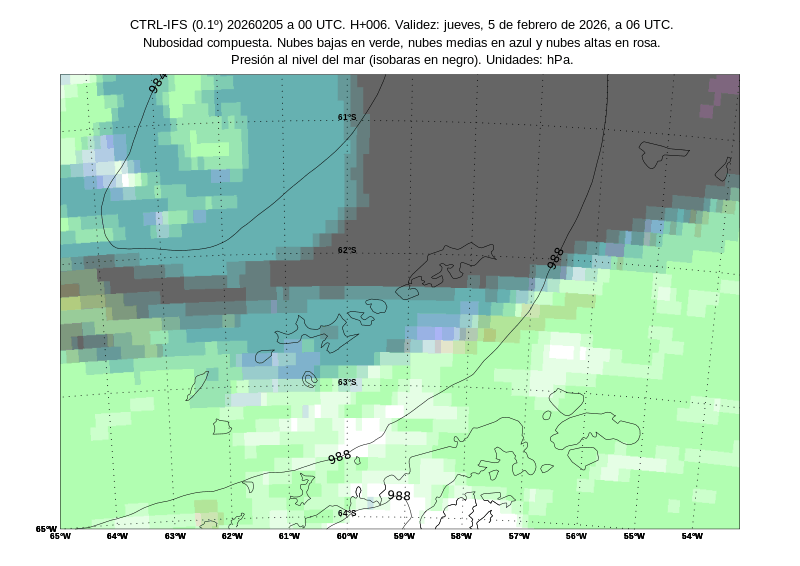 CTRL-IFS (0.1º) 20260205 a 00 UTC. H+006. Validez: jueves, 5 de febrero de 2026, a 06 UTC.
Nubosidad compuesta. Nubes bajas en verde, nubes medias en azul y nubes altas en rosa.
Presión al nivel del mar (isobaras en negro). Unidades: hPa.
984
61°S
62°S
988
63°S
988
988
64°S
65°W
65°W 64°W 63°W 62°W 61°W 60°W 59°W 58°W 57°W 56°W 55°W 54°W